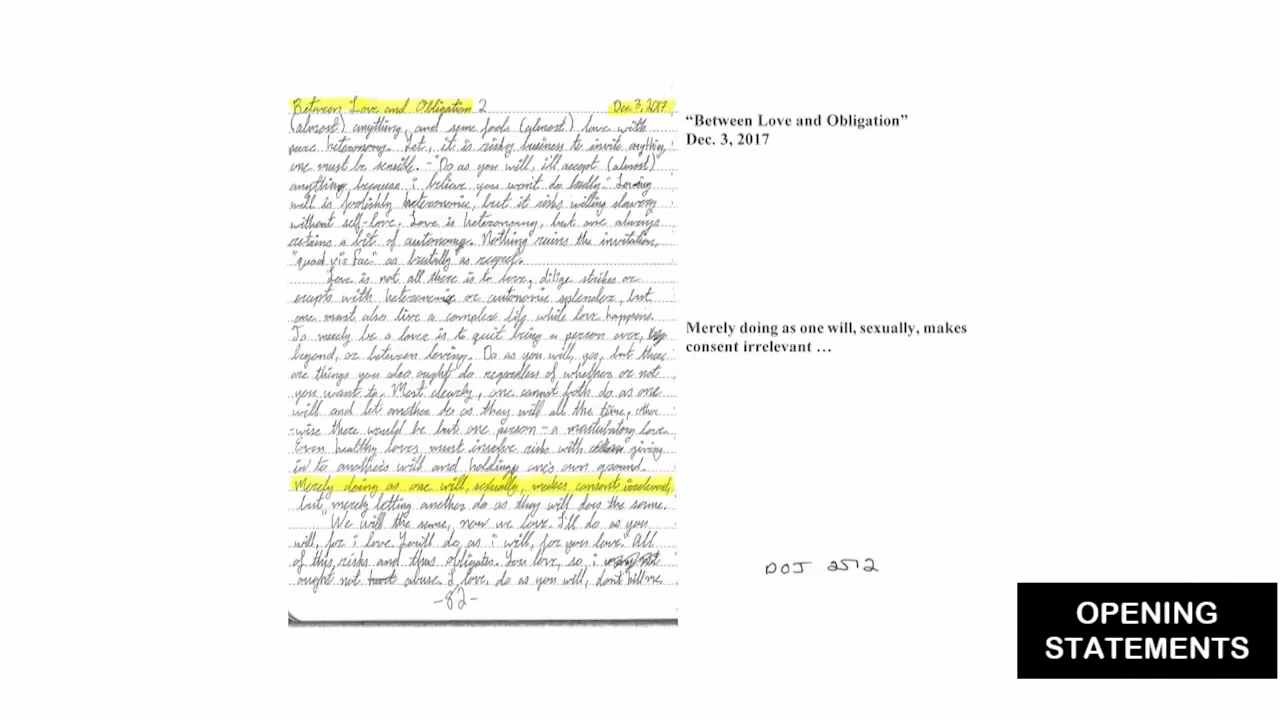 Between Love and Obligation 2 Dec. 3, 2017
(almost) anything, and some fools (almost) love with
pure heteronomy. Yet, it is risky business to invite anything,
one must be sensible. - "Do as you will, i'll accept (almost)
anything because i believe you won't do badly." Loving
well is foolishly heteronomic, but it risks willing slavery
without self-love. Love is heteronomy, but one always
retains a bit of autonomy. Nothing ruins the invitation,
"quod vis fac" as brutally as respect.
Love is not all there is to love, dilige strikes or
erupts with heteronomic or autonomic splendor, but
one must also live a complex life while love happens.
To merely be a lover is to quit being a person over,
beyond, or between loving. Do as you will, yes, but there
are things you also ought do regardless of whether or not
you want to. Most clearly, one cannot both do as one
will and let another do as they will all the time, other
-wise there would be but one person - a masturbatory love.
Even healthy loves must involve risks with giving
in to another's will and holding one's own ground.
Merely doing as one will, sexually, makes consent irrelevant,
but merely letting another do as they will does the same.
"We will the same, now we love. I'll do as you
will, for i love. You'll do as i will, for you love." All
of this risks and thus obligates. You love, so i
ought not abuse. I love, do as you will, don't kill me
-82-
“Between Love and Obligation”
Dec. 3, 2017
Merely doing as one will, sexually, makes
consent irrelevant …
DOJ 2572
OPENING
STATEMENTS